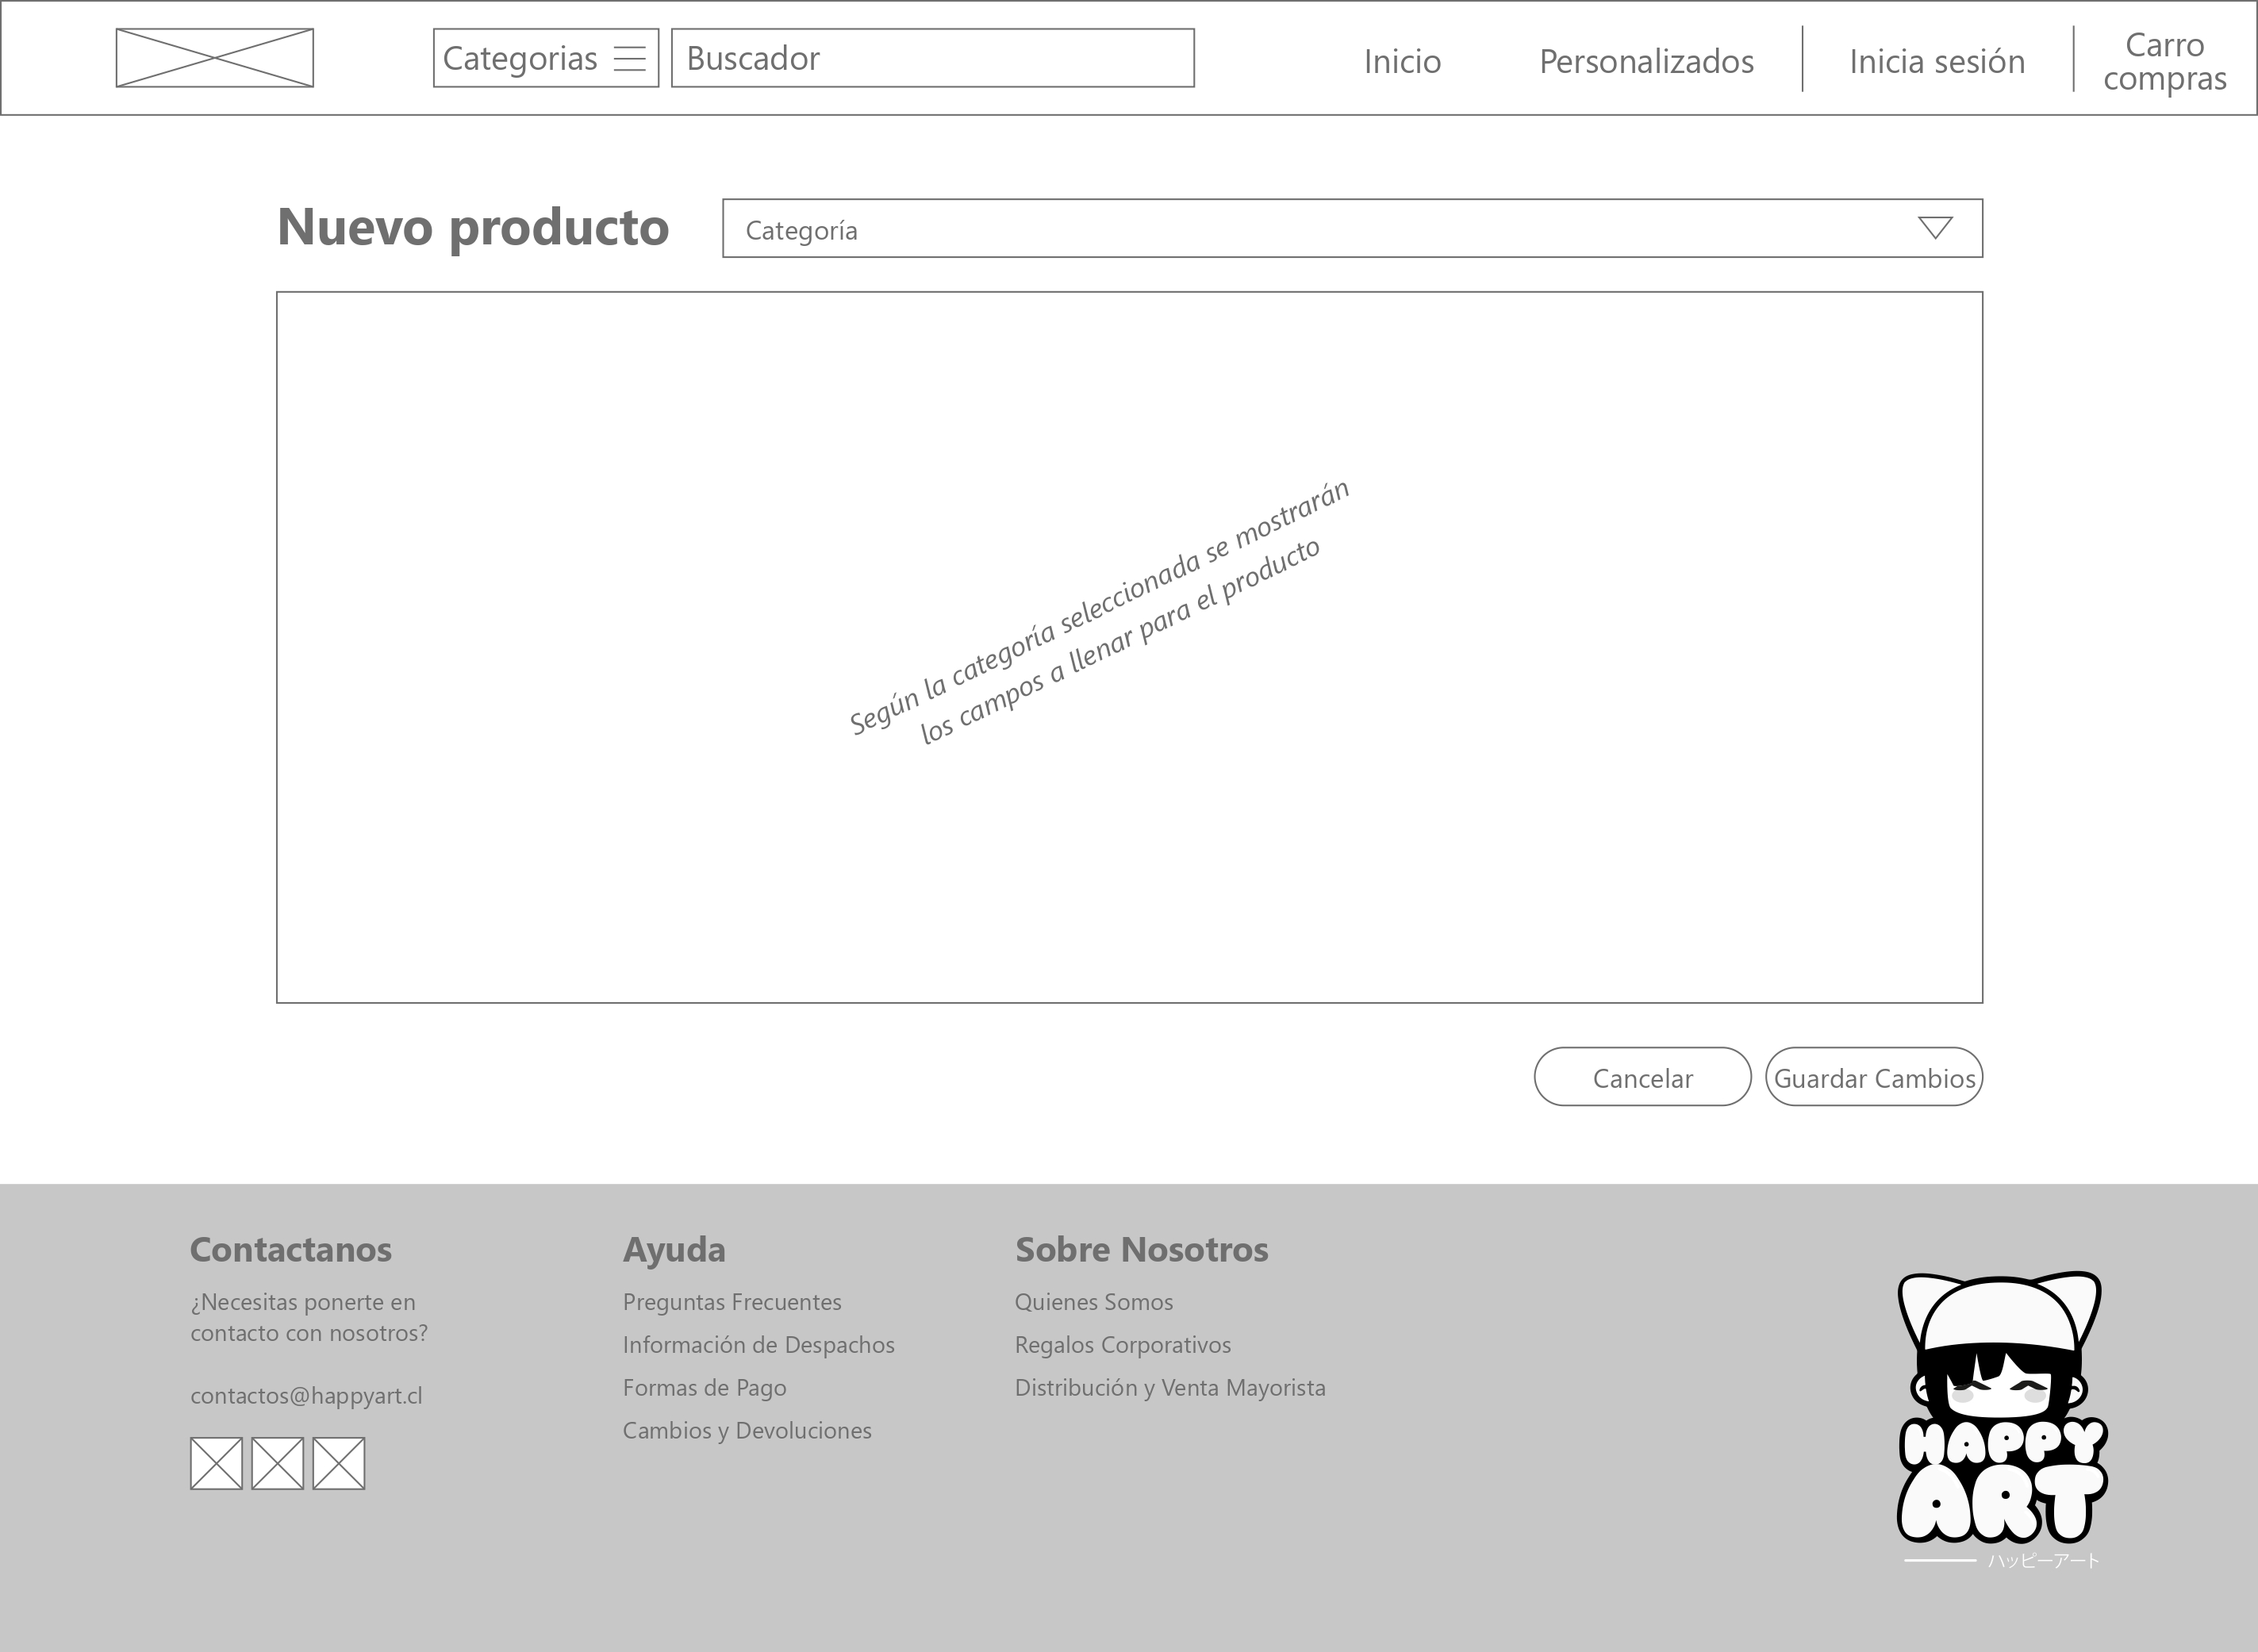 Categorias
Buscador
Inicio
Personalizados
Inicia sesión
Carro
compras
Nuevo producto
Categoría
Según la categoría seleccionada se mostrarán
los campos a llenar para el producto
Cancelar
Guardar Cambios
Contactanos
¿Necesitas ponerte en
contacto con nosotros?
contactos@happyart.cl
Ayuda
Preguntas Frecuentes
Información de Despachos
Formas de Pago
Cambios y Devoluciones
Sobre Nosotros
Quienes Somos
Regalos Corporativos
Distribución y Venta Mayorista
HAPPY
ART
ハッピーアート